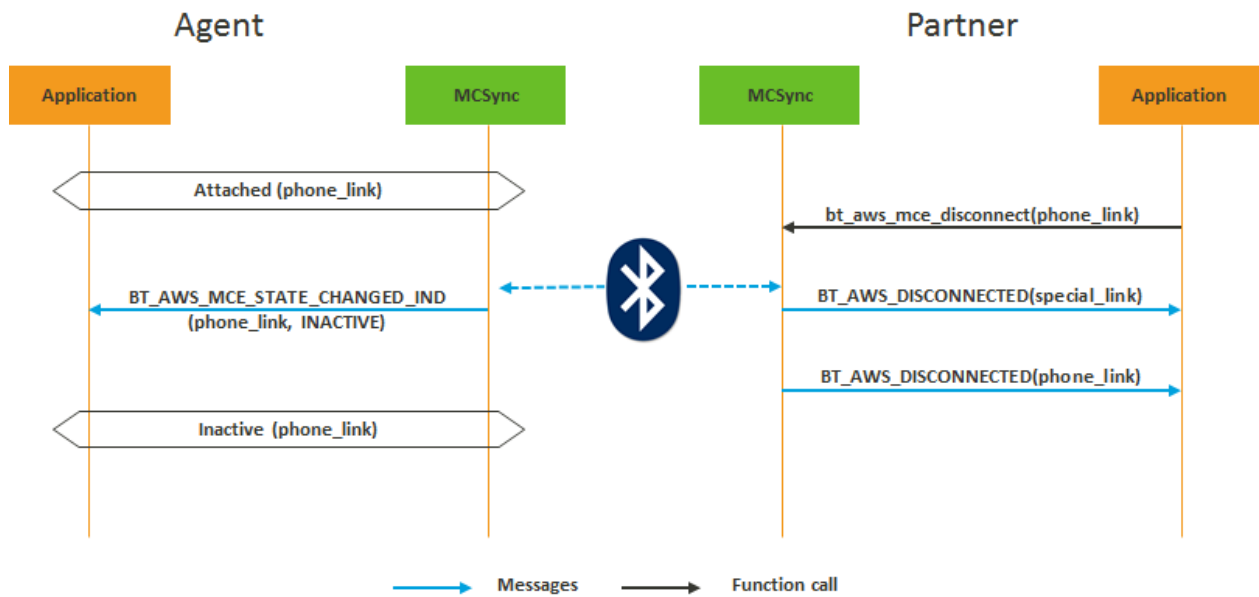 Agent
Partner
Application
MCSync
MCSync
Application
Attached (phone_link)
bt_aws_mce_disconnect(phone_link)
BT_AWS_MCE_STATE_CHANGED_IND
(phone_link, INACTIVE)
BT_AWS_DISCONNECTED(special_link)
BT_AWS_DISCONNECTED(phone_link)
Inactive (phone_link)
Messages
Function call